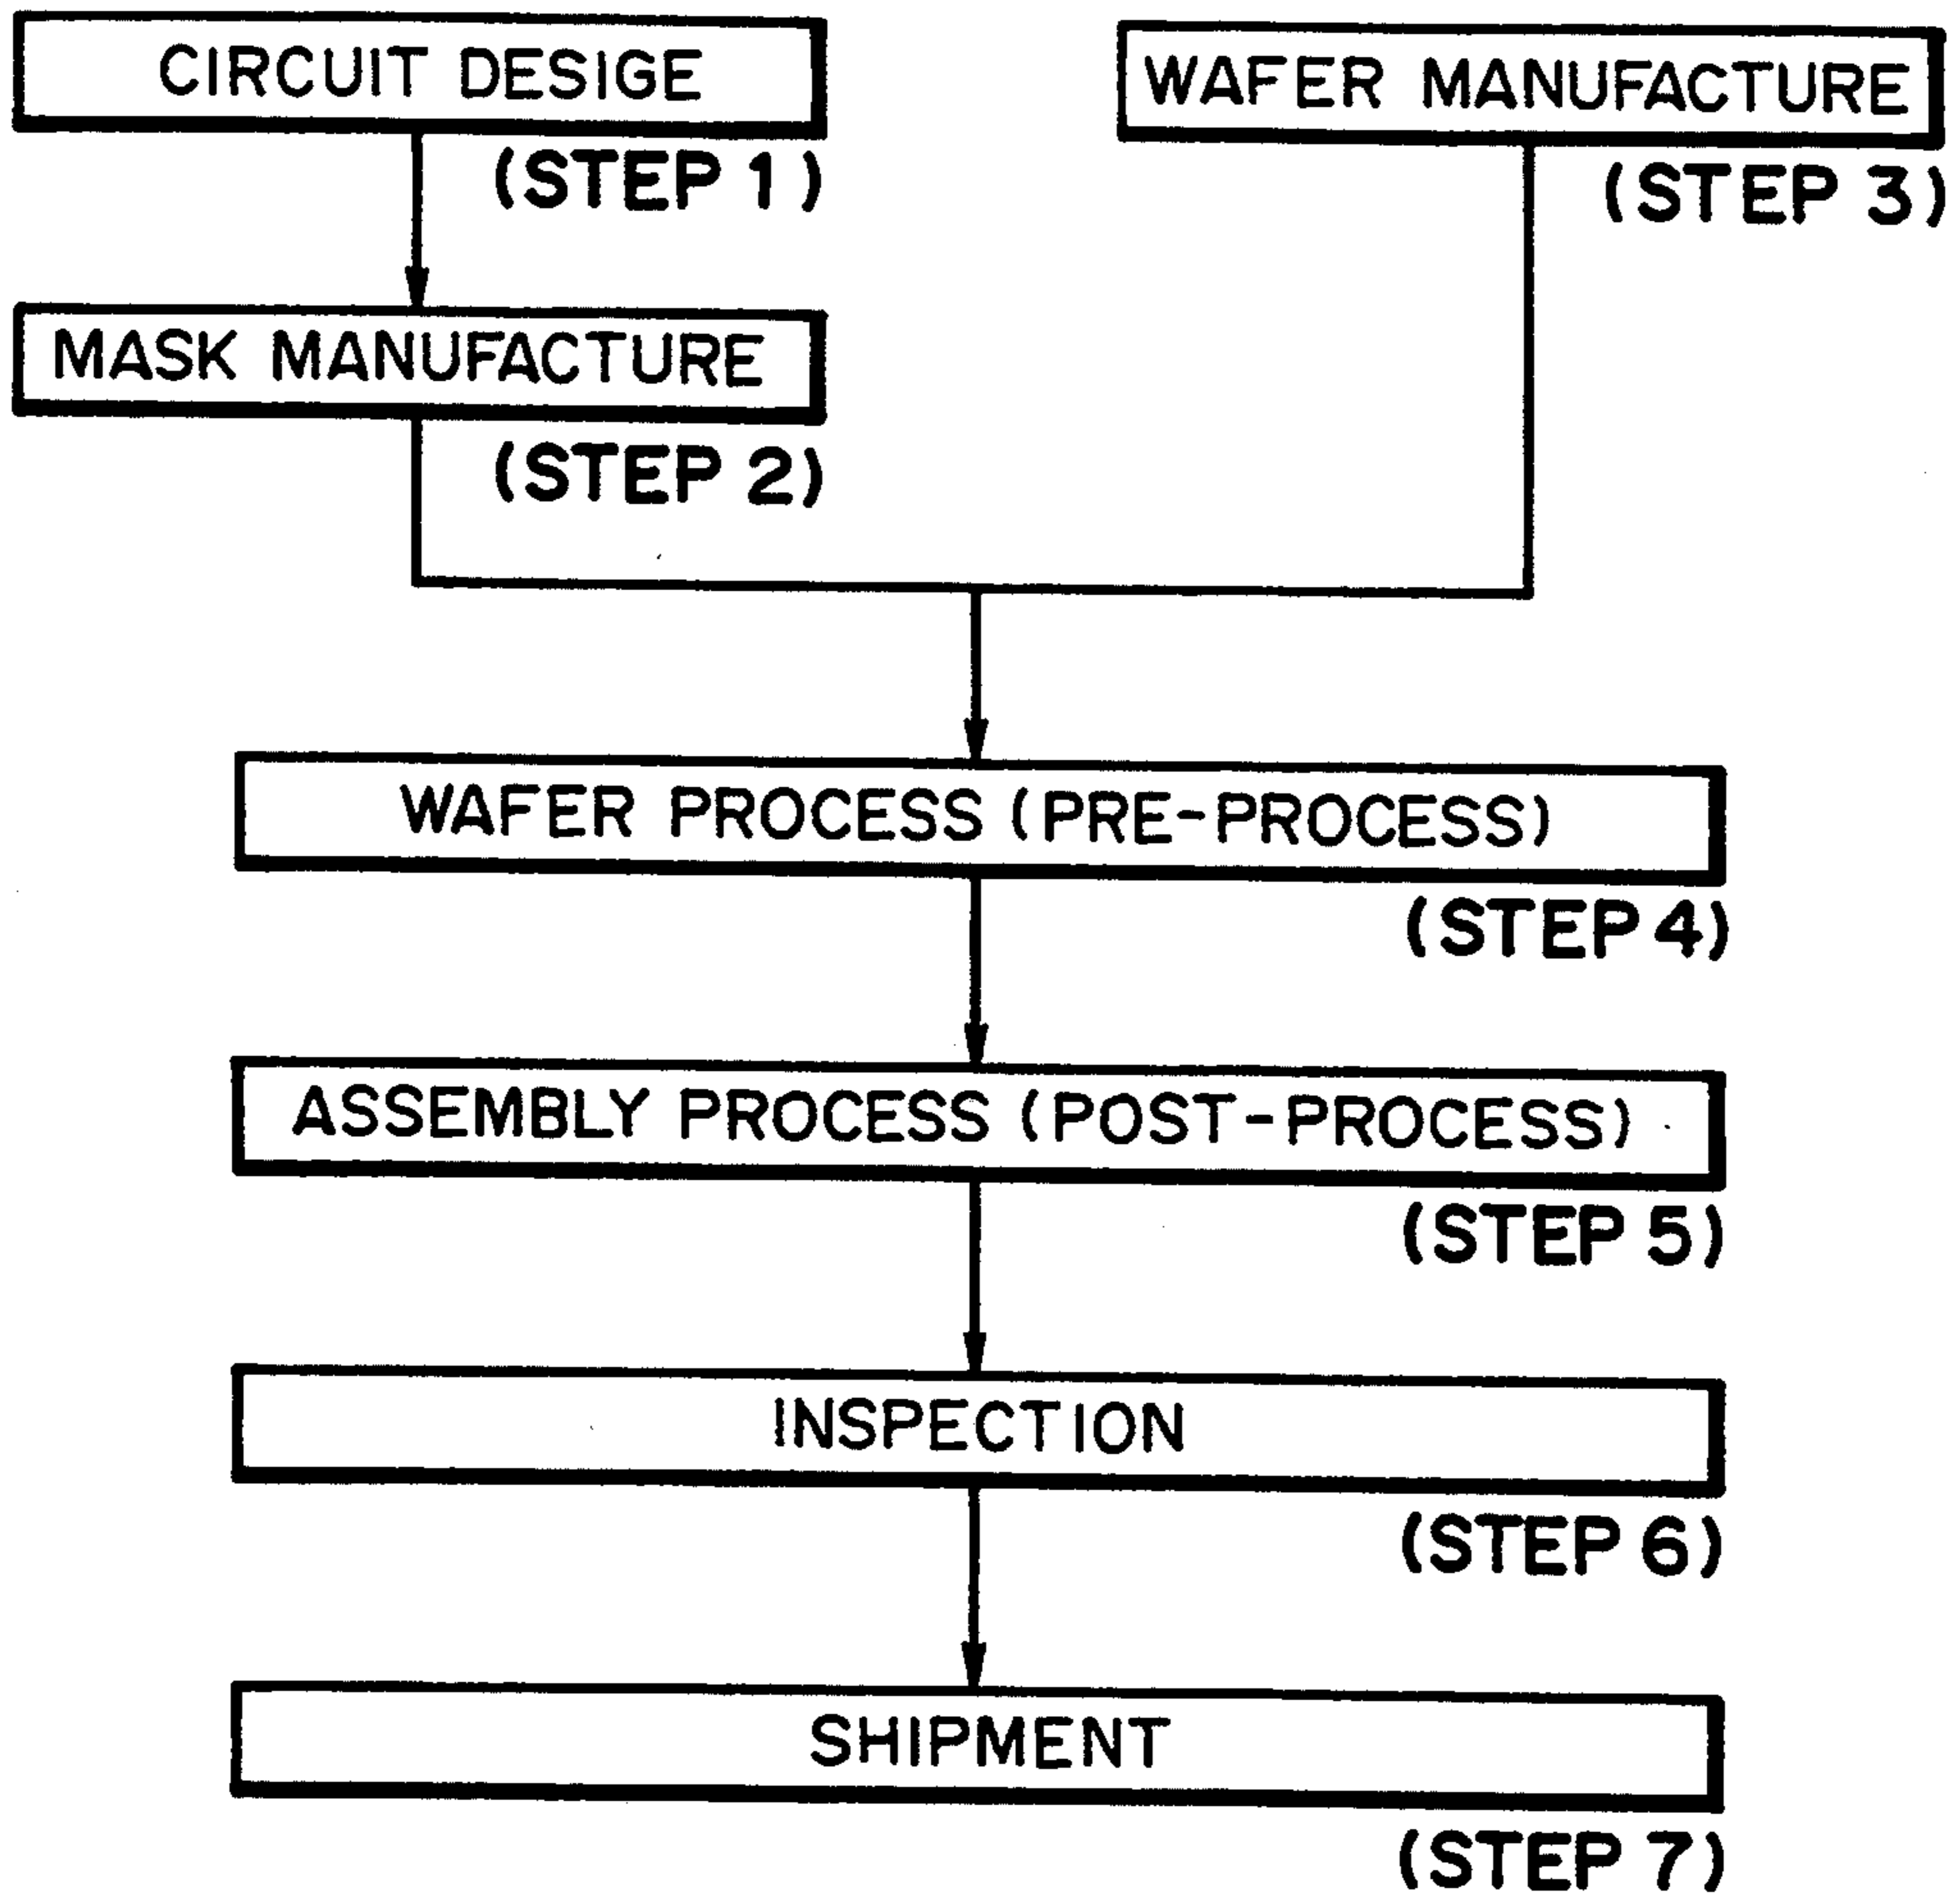 CIRCUIT DESIGE
(STEP 1)
WAFER MANUFACTURE
(STEP 3)
MASK MANUFACTURE
(STEP 2)
WAFER PROCESS (PRE-PROCESS)
(STEP 4)
ASSEMBLY PROCESS (POST-PROCESS)
(STEP 5)
INSPECTION
(STEP 6)
SHIPMENT
(STEP 7)